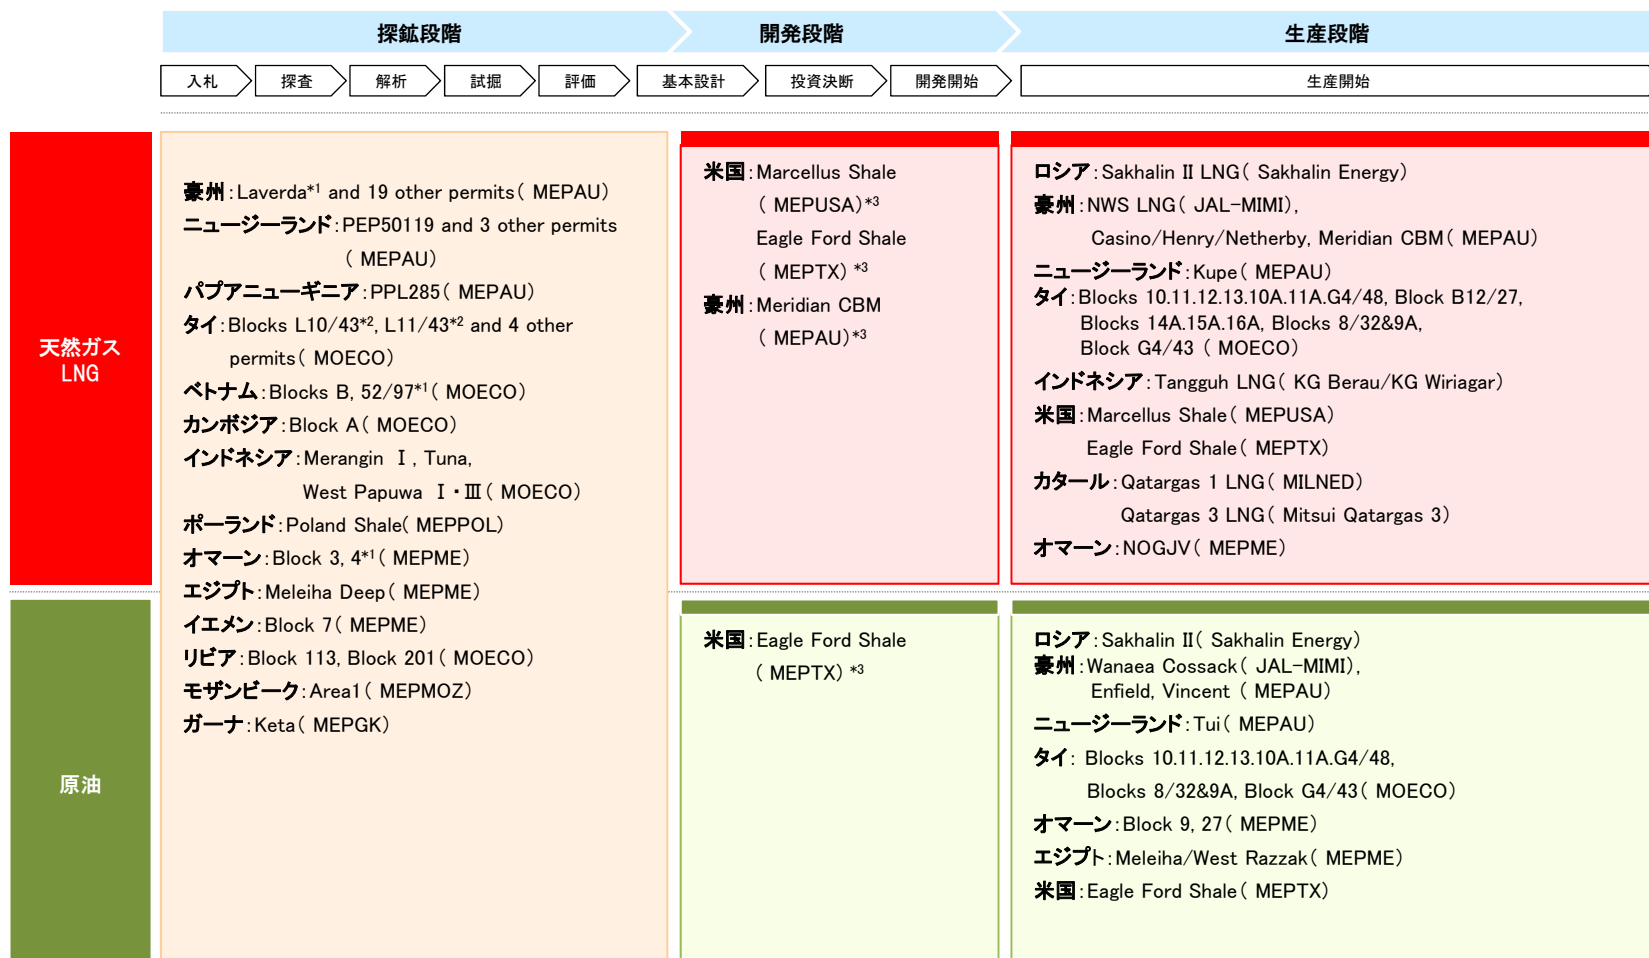 探鉱段階
開発段階
生産段階
入札
探査
解析
試掘
評価
基本設計
投資決断
開発開始
生産開始
天然ガス
LNG
豪州:Laverda*1 and 19 other permits( MEPAU)
ニュージーランド:PEP50119 and 3 other permits
( MEPAU)
パプアニューギニア:PPL285( MEPAU)
タイ:Blocks L10/43*2, L11/43*2 and 4 other
permits( MOECO)
ベトナム:Blocks B, 52/97*1( MOECO)
カンボジア:Block A( MOECO)
インドネシア:Merangin Ⅰ, Tuna,
West Papuwa Ⅰ・Ⅲ( MOECO)
ポーランド:Poland Shale( MEPPOL)
オマーン:Block 3, 4*1( MEPME)
エジプト:Meleiha Deep( MEPME)
イエメン:Block 7( MEPME)
リビア:Block 113, Block 201( MOECO)
モザンビーク:Area1( MEPMOZ)
ガーナ:Keta( MEPGK)
米国:Marcellus Shale
( MEPUSA)*3
Eagle Ford Shale
( MEPTX) *3
豪州:Meridian CBM
( MEPAU)*3
ロシア:Sakhalin II LNG( Sakhalin Energy)
豪州:NWS LNG( JAL-MIMI),
Casino/Henry/Netherby, Meridian CBM( MEPAU)
ニュージーランド:Kupe( MEPAU)
タイ:Blocks 10.11.12.13.10A.11A.G4/48, Block B12/27,
Blocks 14A.15A.16A, Blocks 8/32&9A,
Block G4/43 ( MOECO)
インドネシア:Tangguh LNG( KG Berau/KG Wiriagar)
米国:Marcellus Shale( MEPUSA)
Eagle Ford Shale( MEPTX)
カタール:Qatargas 1 LNG( MILNED)
Qatargas 3 LNG( Mitsui Qatargas 3)
オマーン:NOGJV( MEPME)
原油
米国:Eagle Ford Shale
( MEPTX) *3
ロシア:Sakhalin II( Sakhalin Energy)
豪州:Wanaea Cossack( JAL-MIMI),
Enfield, Vincent ( MEPAU)
ニュージーランド:Tui( MEPAU)
タイ: Blocks 10.11.12.13.10A.11A.G4/48,
Blocks 8/32&9A, Block G4/43( MOECO)
オマーン:Block 9, 27( MEPME)
エジプト:Meleiha/West Razzak( MEPME)
米国:Eagle Ford Shale( MEPTX)